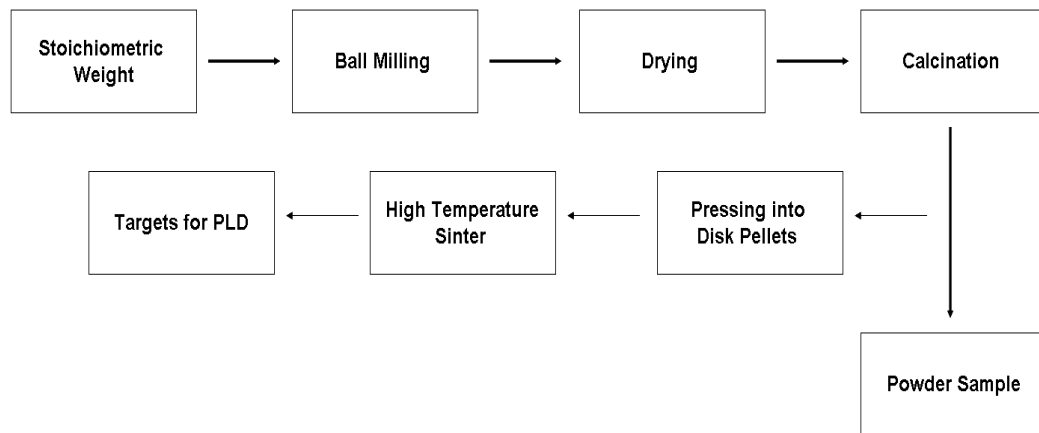 Stoichiometric
Weight
Ball Milling
Drying
Calcination
Targets for PLD
High Temperature
Sinter
Pressing into
Disk Pellets
Powder Sample